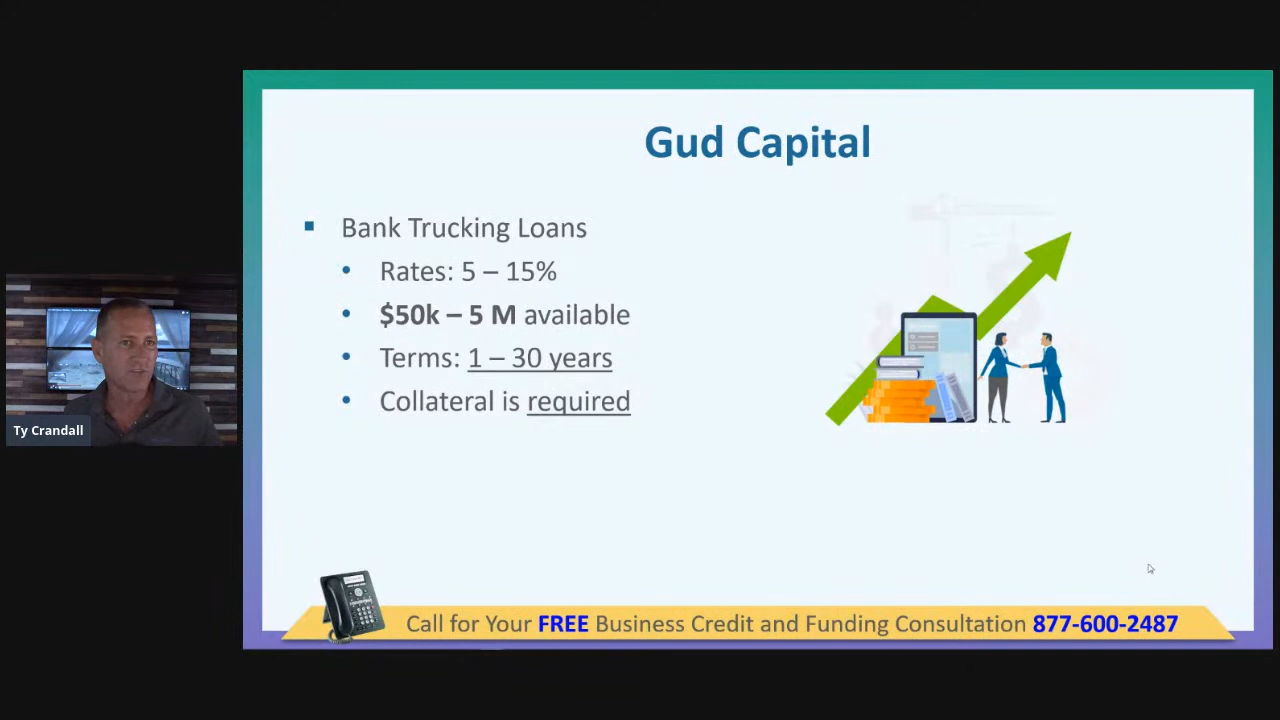 Gud Capital
Bank Trucking Loans
Rates: 5 – 15%
$50k – 5 M available
Terms: 1 – 30 years
Collateral is required
Ty Crandall
Call for Your FREE Business Credit and Funding Consultation 877-600-2487